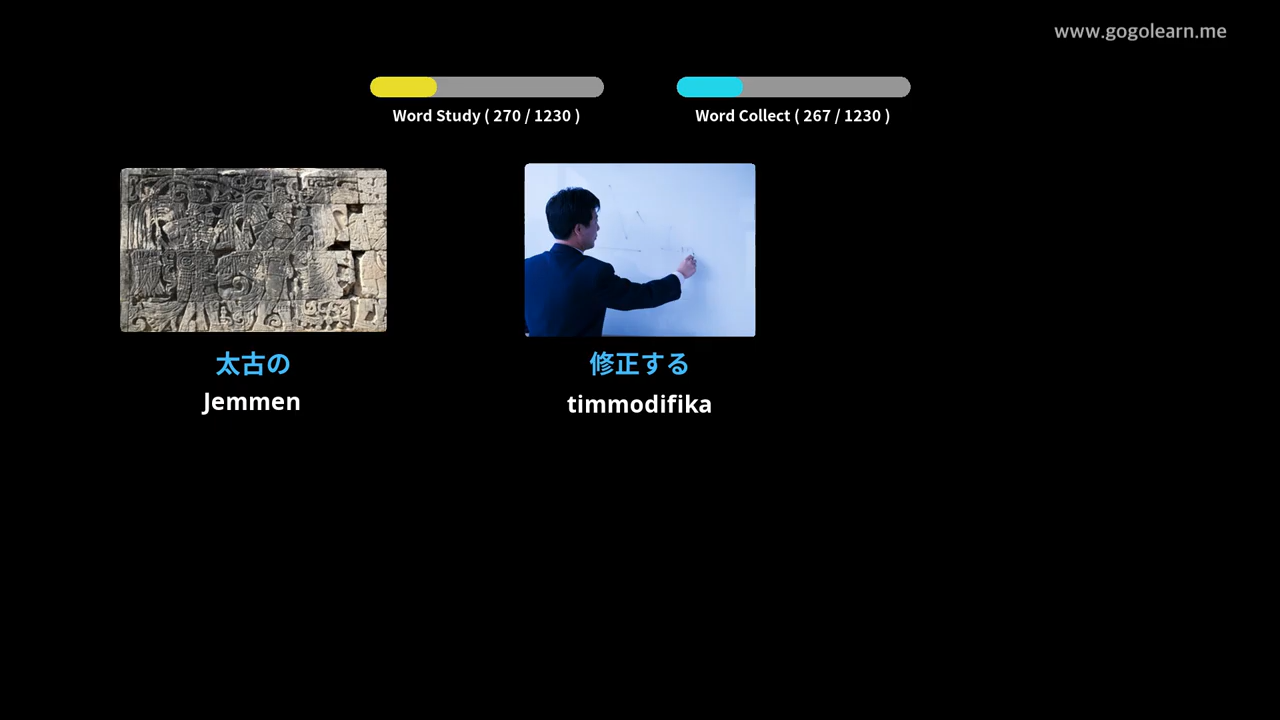 www.gogolearn.me
Word Study ( 270 / 1230 )
Word Collect ( 267 / 1230 )
太古の
Jemmen
修正する
timmodifika